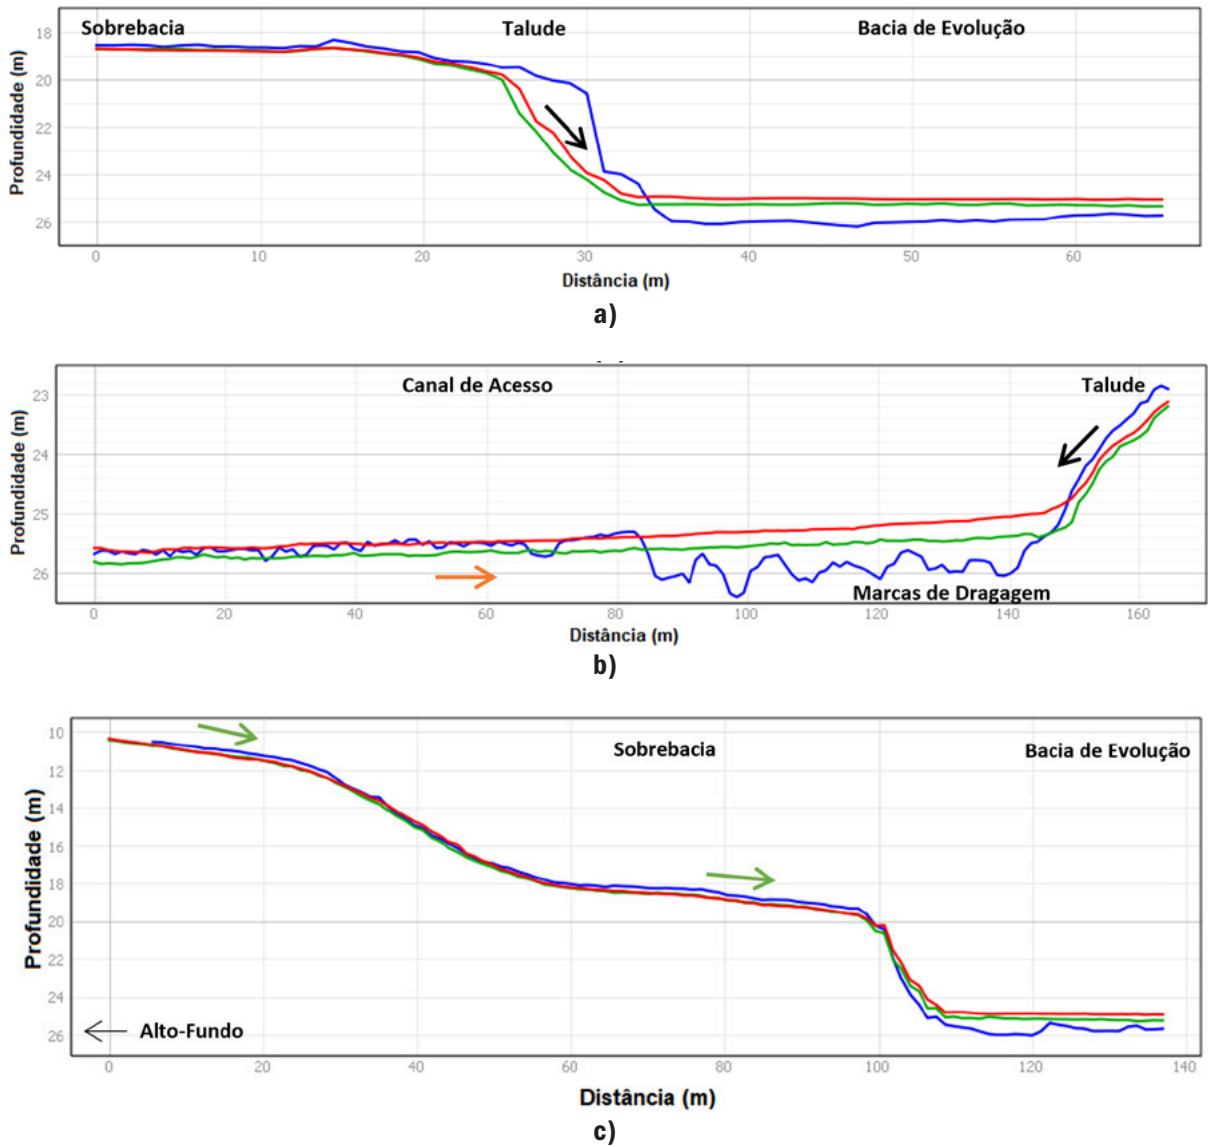 Sobrebacia Talude Bacia de Evolução
Profundidade (m)
18
20
22
24
26
0 10 20 30 40 50 60
Distância (m)
a)
Canal de Acesso Talude
Profundidade (m)
23
24
25
26
Marcas de Dragagem
0 20 40 60 80 100 120 140 160
Distância (m)
b)
Sobrebacia Bacia de Evolução
Profundidade (m)
10
12
14
16
18
20
22
24
26
Alto-Fundo
0 20 40 60 80 100 120 140
Distância (m)
c)